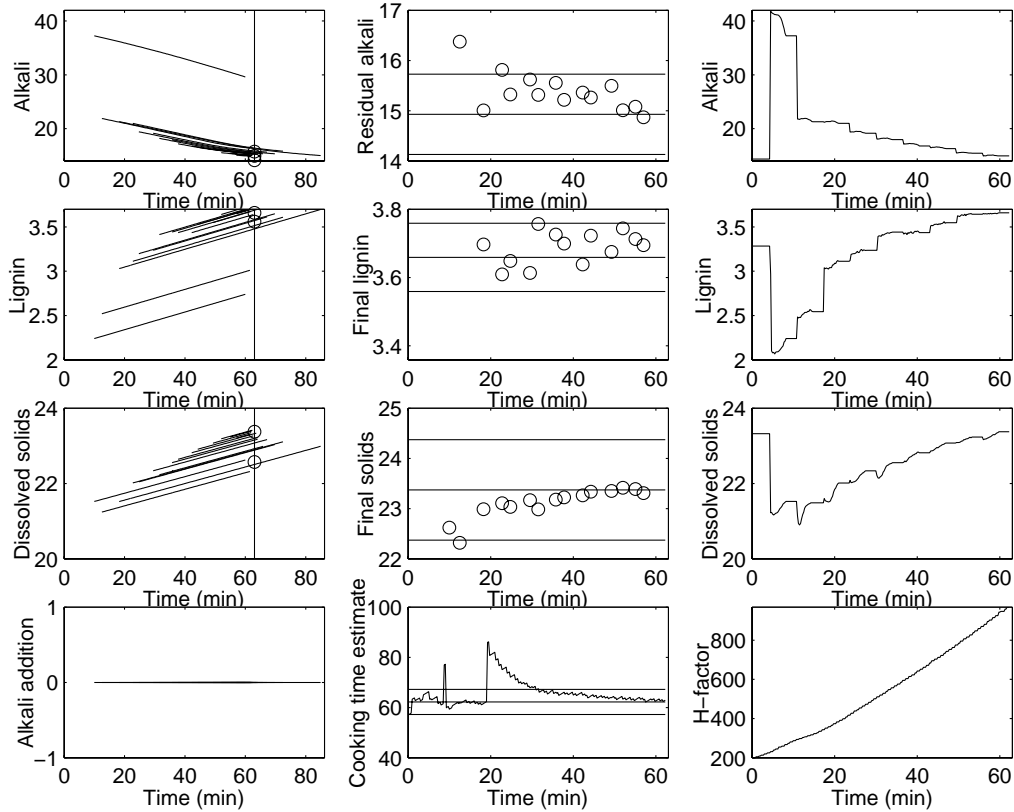 40
30
20
0 20 40 60 80
Time (min)
Alkali
17
16
15
14
0 20 40 60
Time (min)
Residual alkali
40
30
20
0 20 40 60
Time (min)
Alkali
3.5
3
2.5
2
0 20 40 60 80
Time (min)
Lignin
3.8
3.6
3.4
0 20 40 60
Time (min)
Final lignin
3.5
3
2.5
2
0 20 40 60
Time (min)
Lignin
24
22
20
0 20 40 60 80
Time (min)
Dissolved solids
25
24
23
22
0 20 40 60
Time (min)
Final solids
24
22
20
0 20 40 60
Time (min)
Dissolved solids
1
0
−1
0 20 40 60 80
Time (min)
Alkali addition
100
80
60
40
0 20 40 60
Time (min)
Cooking time estimate
800
600
400
200
0 20 40 60
Time (min)
H−factor